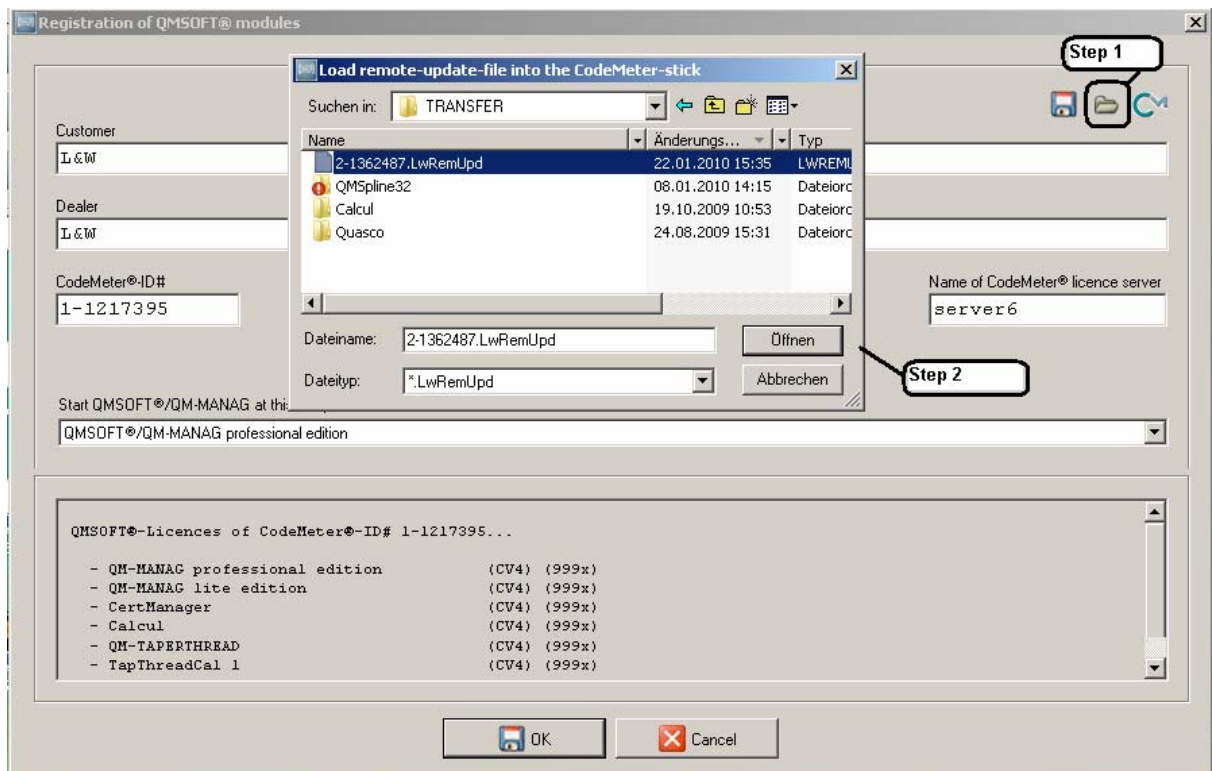 Registration of QMSOFT® modules
Step 1
Load remote-update-file into the CodeMeter-stick
Suchen in: TRANSFER
Name Änderungs... Typ
2-1362487.LwRemUpd 22.01.2010 15:35 LWREMU
QMSpline32 08.01.2010 14:15 Dateiord
Calcul 19.10.2009 10:53 Dateiord
Quasco 24.08.2009 15:31 Dateiord
Dateiname: 2-1362487.LwRemUpd Öffnen
Dateityp: *.LwRemUpd Abbrechen
Step 2
Customer
L&W
Dealer
L&W
CodeMeter®-ID#
1-1217395
Name of CodeMeter® licence server
server6
Start QMSOFT®/QM-MANAG at this
QMSOFT®/QM-MANAG professional edition
QMSOFT®-Licences of CodeMeter®-ID# 1-1217395...
- QM-MANAG professional edition (CV4) (999x)
- QM-MANAG lite edition (CV4) (999x)
- CertManager (CV4) (999x)
- Calcul (CV4) (999x)
- QM-TAPERTHREAD (CV4) (999x)
- TapThreadCal 1 (CV4) (999x)
OK Cancel